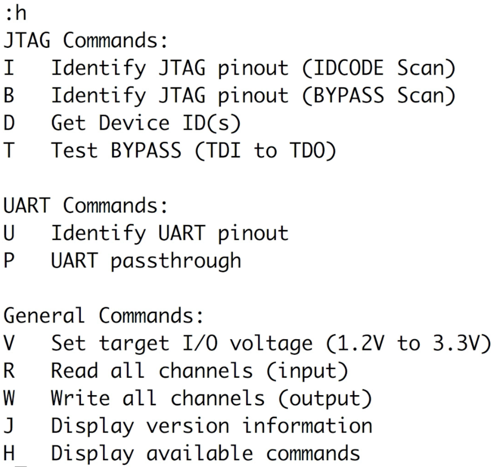 :h
JTAG Commands:
I   Identify JTAG pinout (IDCODE Scan)
B   Identify JTAG pinout (BYPASS Scan)
D   Get Device ID(s)
T   Test BYPASS (TDI to TDO)

UART Commands:
U   Identify UART pinout
P   UART passthrough

General Commands:
V   Set target I/O voltage (1.2V to 3.3V)
R   Read all channels (input)
W   Write all channels (output)
J   Display version information
H   Display available commands